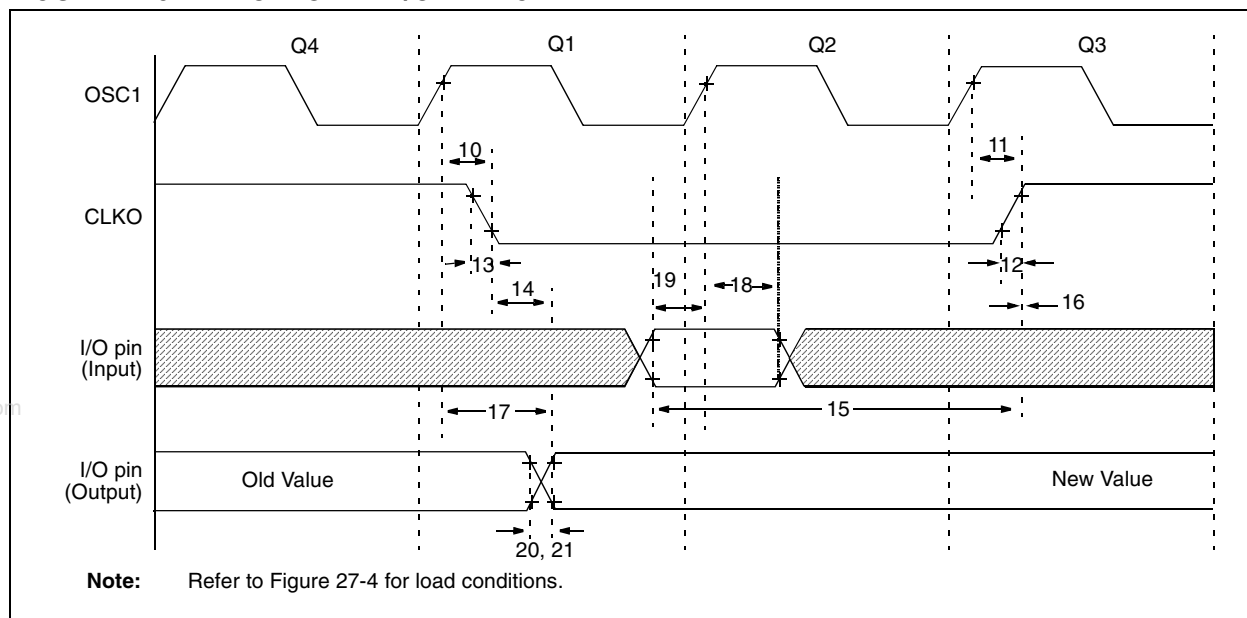 Q4 Q1 Q2 Q3
OSC1
10 11
CLKO
13 12
14 19 18 16
I/O pin
(Input)
om
17 15
I/O pin
(Output)
Old Value New Value
20, 21
Note: Refer to Figure 27-4 for load conditions.